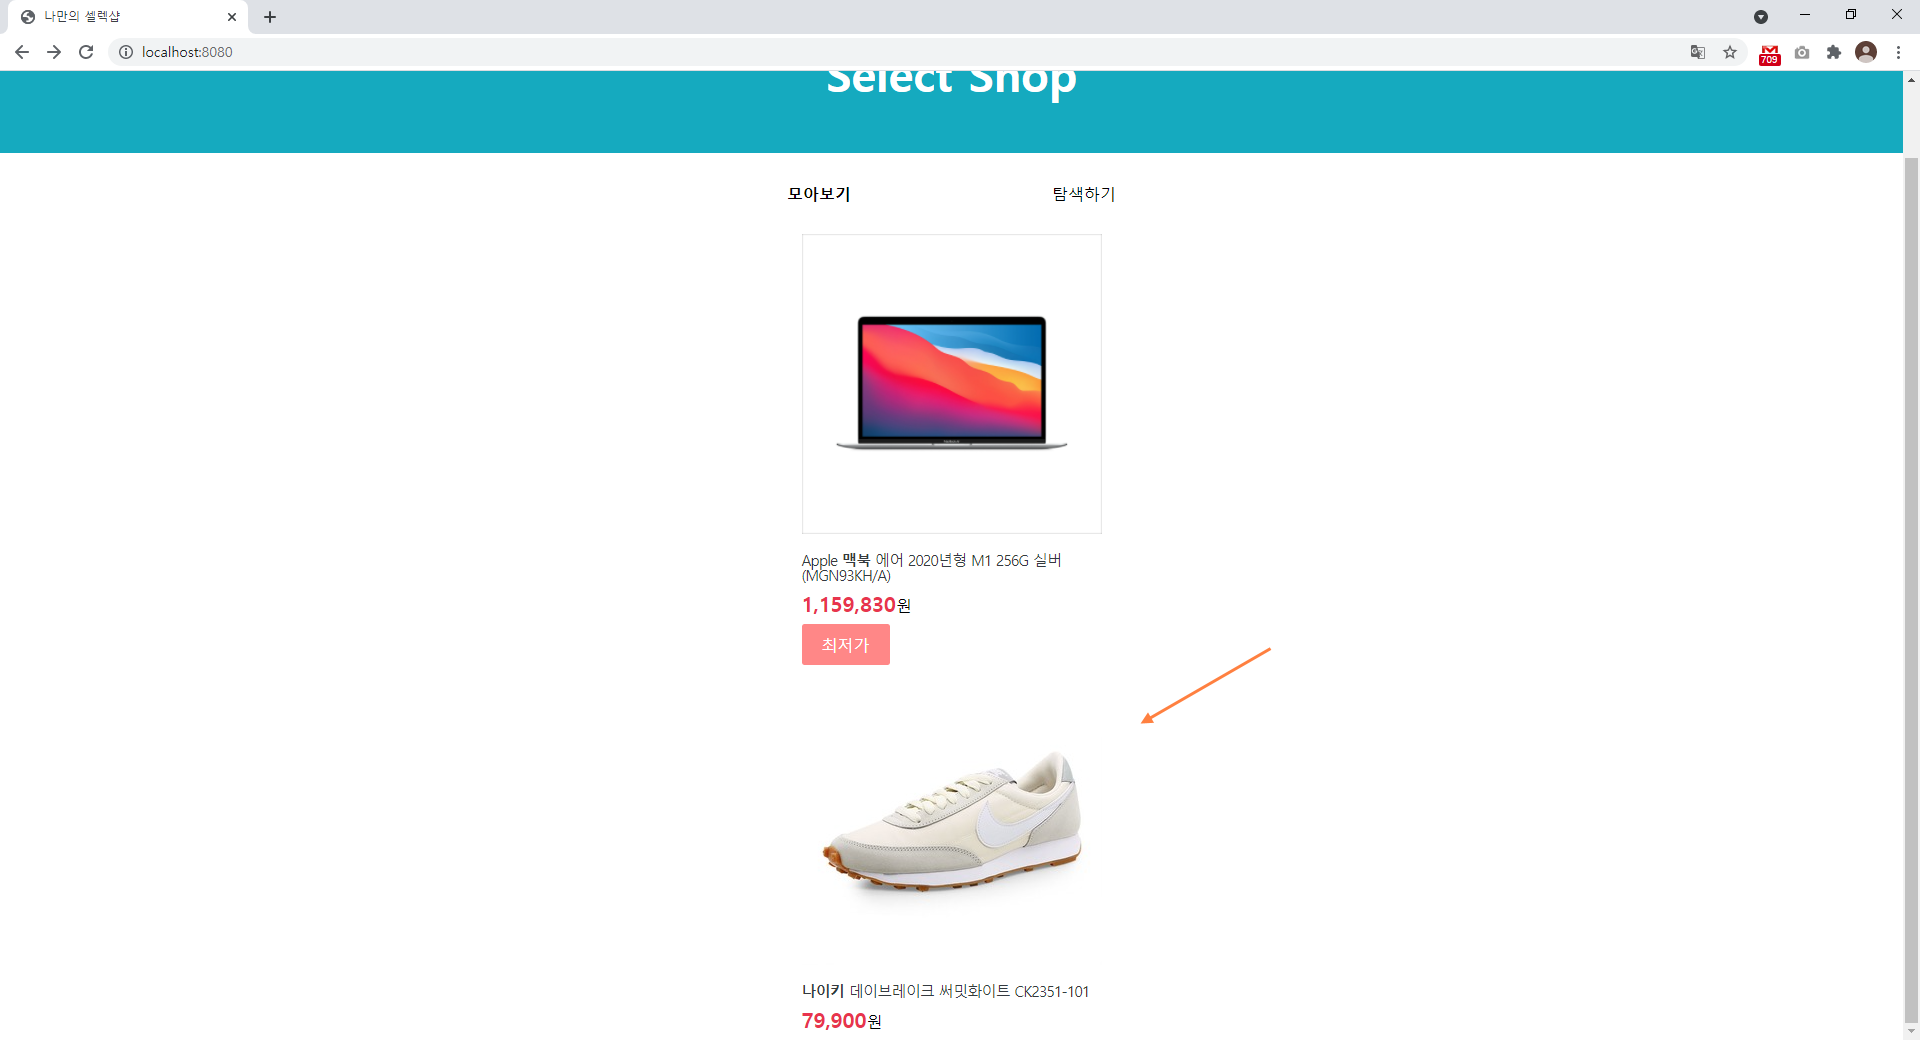 나만의 셀렉샵
localhost:8080
709
Select Shop
모아보기
탐색하기
Apple 맥북 에어 2020년형 M1 256G 실버
(MGN93KH/A)
1,159,830원
최저가
나이키 데이브레이크 써밋화이트 CK2351-101
79,900원